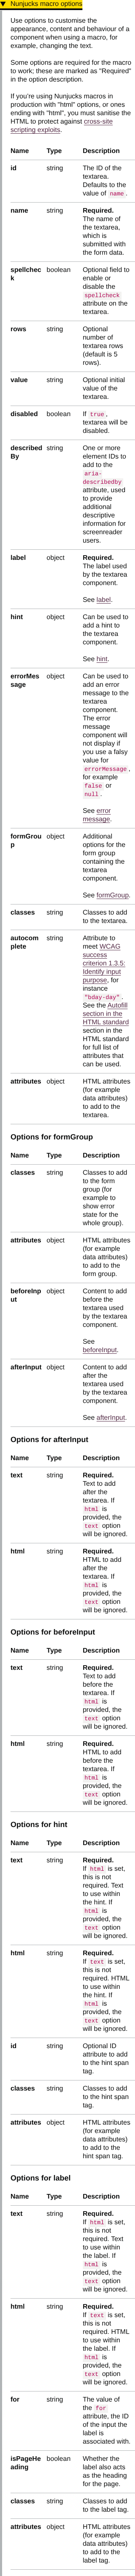 ▼ Nunjucks macro options
Use options to customise the
appearance, content and behaviour of a
component when using a macro, for
example, changing the text.
Some options are required for the macro
to work; these are marked as "Required"
in the option description.
If you're using Nunjucks macros in
production with "html" options, or ones
ending with "html", you must sanitise the
HTML to protect against cross-site
scripting exploits.
Name Type Description
id string The ID of the
textarea.
Defaults to the
value of name.
name string Required.
The name of
the textarea,
which is
submitted with
the form data.
spellchec boolean Optional field to
k enable or
disable the
spellcheck
attribute on the
textarea.
rows string Optional
number of
textarea rows
(default is 5
rows).
value string Optional initial
value of the
textarea.
disabled boolean If true,
textarea will be
disabled.
described string One or more
By element IDs to
add to the
aria-
describedby
attribute, used
to provide
additional
descriptive
information for
screenreader
users.
label object Required.
The label used
by the textarea
component.
See label.
hint object Can be used to
add a hint to
the textarea
component.
See hint.
errorMes object Can be used to
sage add an error
message to the
textarea
component.
The error
message
component will
not display if
you use a falsy
value for
errorMessage,
for example
false or
null.
See error
message.
formGrou object Additional
p options for the
form group
containing the
textarea
component.
See formGroup.
classes string Classes to add
to the textarea.
autocom string Attribute to
plete meet WCAG
success
criterion 1.3.5:
Identify input
purpose, for
instance
"bday-day".
See the Autofill
section in the
HTML standard
section in the
HTML standard
for full list of
attributes that
can be used.
attributes object HTML attributes
(for example
data attributes)
to add to the
textarea.
Options for formGroup
Name Type Description
classes string Classes to add
to the form
group (for
example to
show error
state for the
whole group).
attributes object HTML attributes
(for example
data attributes)
to add to the
form group.
beforeInp object Content to add
ut before the
textarea used
by the textarea
component.
See
beforeInput.
afterInput object Content to add
after the
textarea used
by the textarea
component.
See afterInput.
Options for afterInput
Name Type Description
text string Required.
Text to add
after the
textarea. If
html is
provided, the
text option
will be ignored.
html string Required.
HTML to add
after the
textarea. If
html is
provided, the
text option
will be ignored.
Options for beforeInput
Name Type Description
text string Required.
Text to add
before the
textarea. If
html is
provided, the
text option
will be ignored.
html string Required.
HTML to add
before the
textarea. If
html is
provided, the
text option
will be ignored.
Options for hint
Name Type Description
text string Required.
If html is set,
this is not
required. Text
to use within
the hint. If
html is
provided, the
text option
will be ignored.
html string Required.
If text is set,
this is not
required. HTML
to use within
the hint. If
html is
provided, the
text option
will be ignored.
id string Optional ID
attribute to add
to the hint span
tag.
classes string Classes to add
to the hint span
tag.
attributes object HTML attributes
(for example
data attributes)
to add to the
hint span tag.
Options for label
Name Type Description
text string Required.
If html is set,
this is not
required. Text
to use within
the label. If
html is
provided, the
text option
will be ignored.
html string Required.
If text is set,
this is not
required. HTML
to use within
the label. If
html is
provided, the
text option
will be ignored.
for string The value of
the for
attribute, the ID
of the input the
label is
associated with.
isPageHe boolean Whether the
ading label also acts
as the heading
for the page.
classes string Classes to add
to the label tag.
attributes object HTML attributes
(for example
data attributes)
to add to the
label tag.